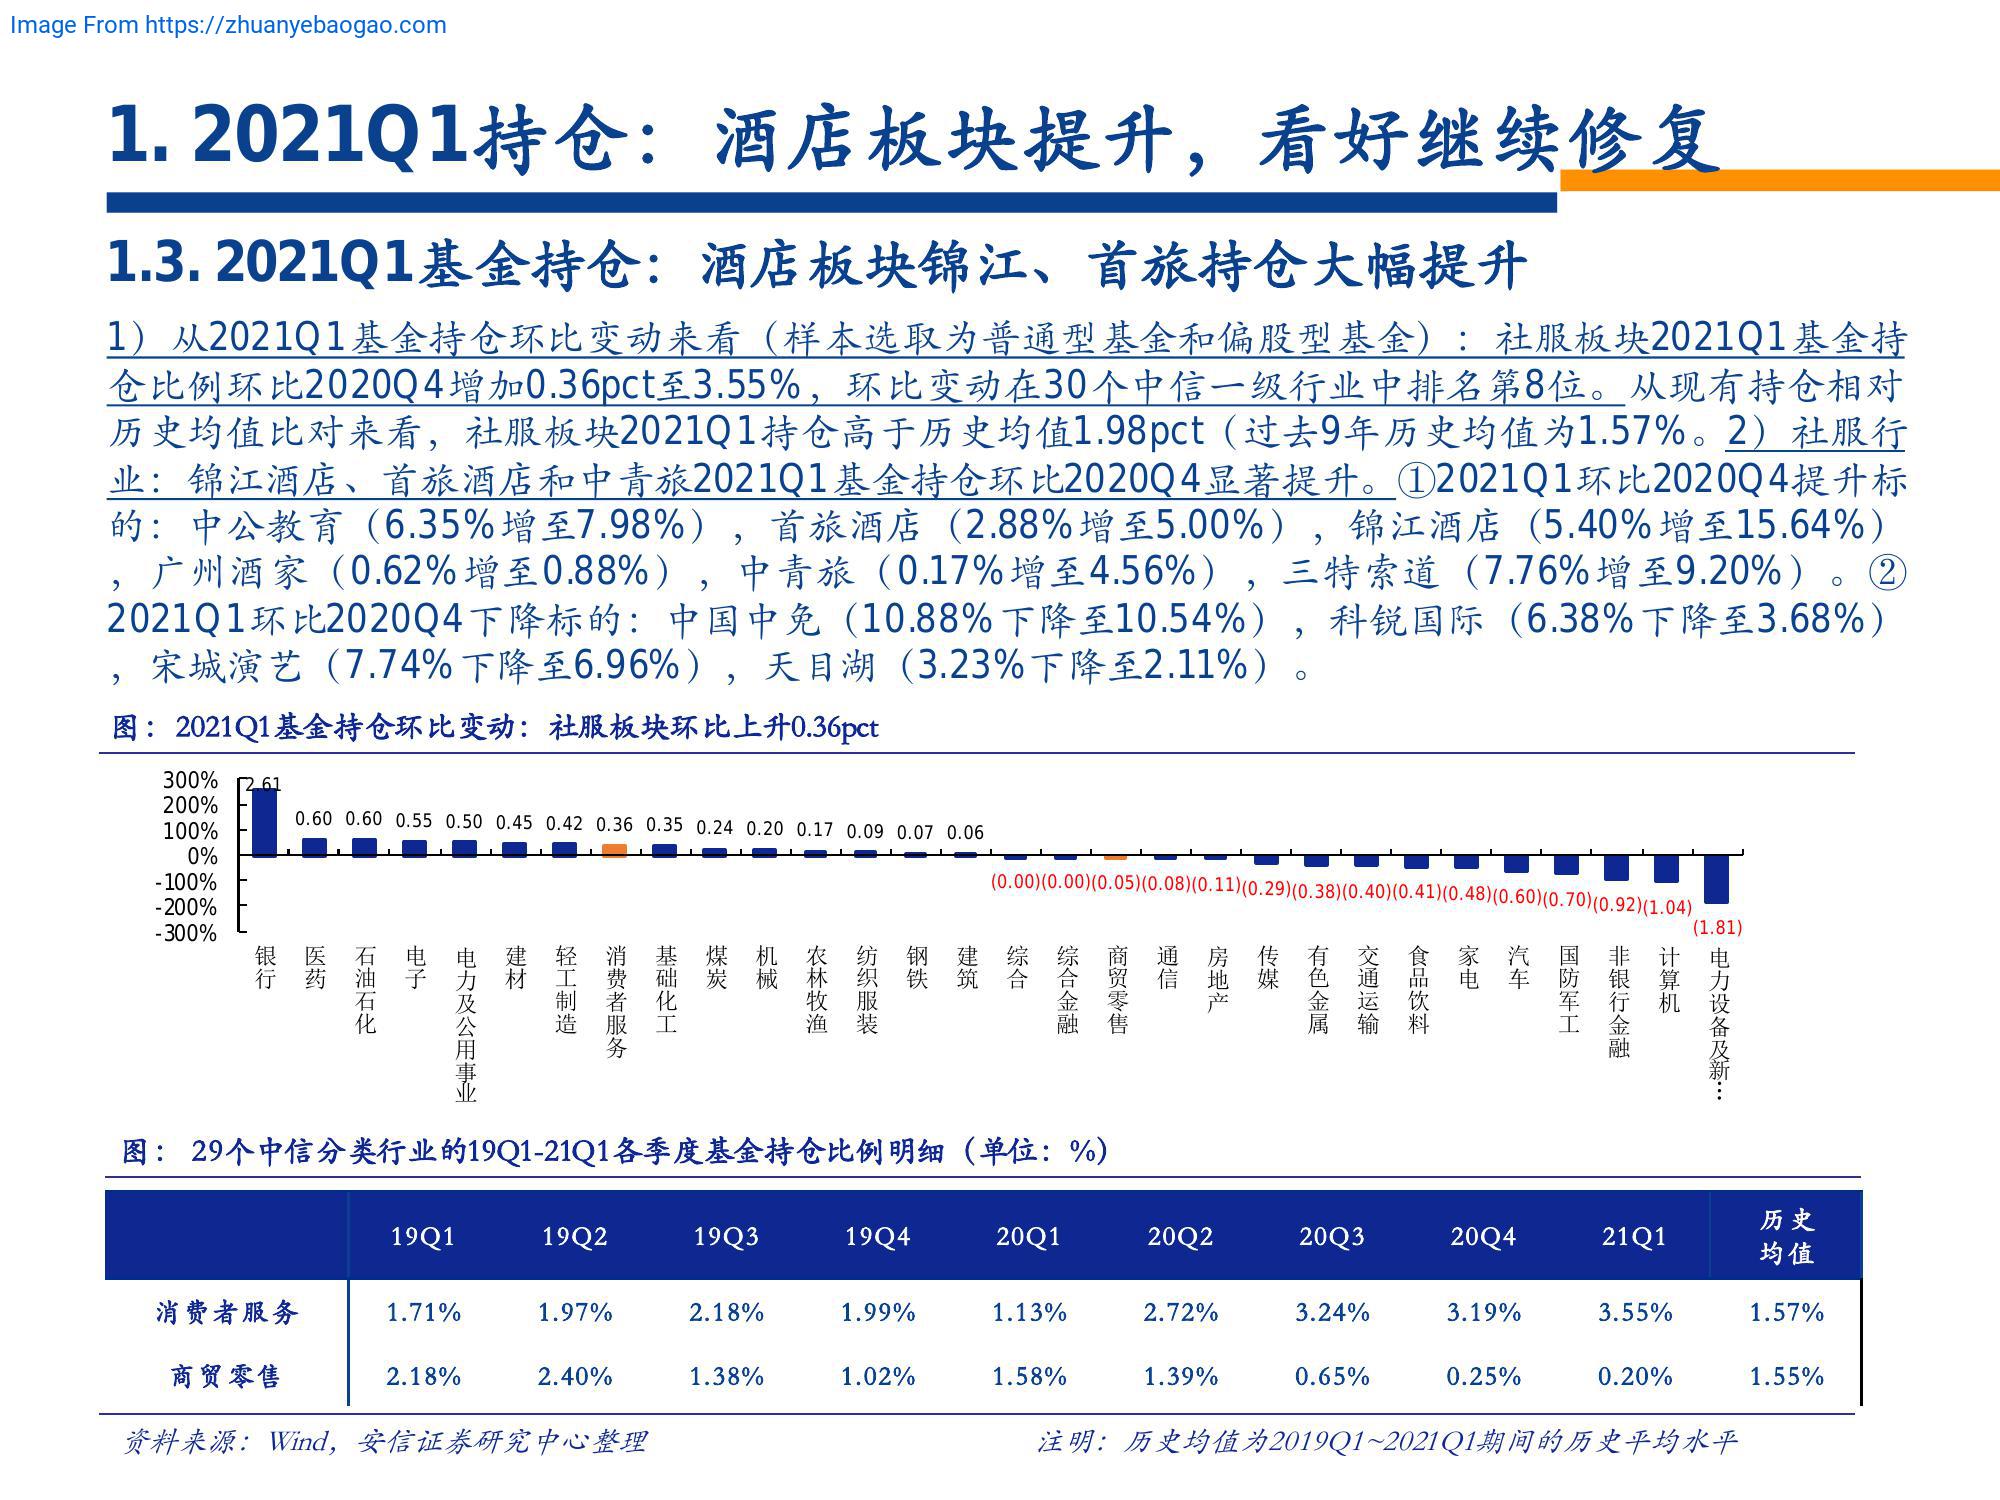 Image From https://zhuanyebaogao.com
1. 2021Q1持仓：酒店板块提升，看好继续修复
1.3. 2021Q1基金持仓：酒店板块锦江、首旅持仓大幅提升
1）从2021Q1基金持仓环比变动来看（样本选取为普通型基金和偏股型基金）：社服板块2021Q1基金持
仓比例环比2020Q4增加0.36pct至3.55%，环比变动在30个中信一级行业中排名第8位。从现有持仓相对
历史均值比对来看，社服板块2021Q1持仓高于历史均值1.98pct（过去9年历史均值为1.57%。2）社服行
业：锦江酒店、首旅酒店和中青旅2021Q1基金持仓环比2020Q4显著提升。①2021Q1环比2020Q4提升标
的：中公教育（6.35%增至7.98%），首旅酒店（2.88%增至5.00%），锦江酒店（5.40%增至15.64%）
，广州酒家（0.62%增至0.88%），中青旅（0.17%增至4.56%），三特索道（7.76%增至9.20%）。②
2021Q1环比2020Q4下降标的：中国中免（10.88%下降至10.54%），科锐国际（6.38%下降至3.68%）
，宋城演艺（7.74%下降至6.96%），天目湖（3.23%下降至2.11%）。
图：2021Q1基金持仓环比变动：社服板块环比上升0.36pct
300%
200%
100%
0%
-100%
-200%
-300%
2.61 0.60 0.60 0.55 0.50 0.45 0.42 0.36 0.35 0.24 0.20 0.17 0.09 0.07 0.06
(0.00)(0.00)(0.05)(0.08)(0.11)(0.29)(0.38)(0.40)(0.41)(0.48)(0.60)(0.70)(0.92)(1.04)(1.81)
银行
医药
石油石化
电子
电力及公用事业
建材
轻工制造
消费者服务
基础化工
煤炭
机械
农林牧渔
纺织服装
钢铁
建筑
综合
综合金融
商贸零售
通信
房地产
传媒
有色金属
交通运输
食品饮料
家电
汽车
国防军工
非银行金融
计算机
电力设备及新…
图： 29个中信分类行业的19Q1-21Q1各季度基金持仓比例明细（单位：%）
19Q1 19Q2 19Q3 19Q4 20Q1 20Q2 20Q3 20Q4 21Q1 历史均值
消费者服务 1.71% 1.97% 2.18% 1.99% 1.13% 2.72% 3.24% 3.19% 3.55% 1.57%
商贸零售 2.18% 2.40% 1.38% 1.02% 1.58% 1.39% 0.65% 0.25% 0.20% 1.55%
资料来源：Wind，安信证券研究中心整理
注明：历史均值为2019Q1~2021Q1期间的历史平均水平